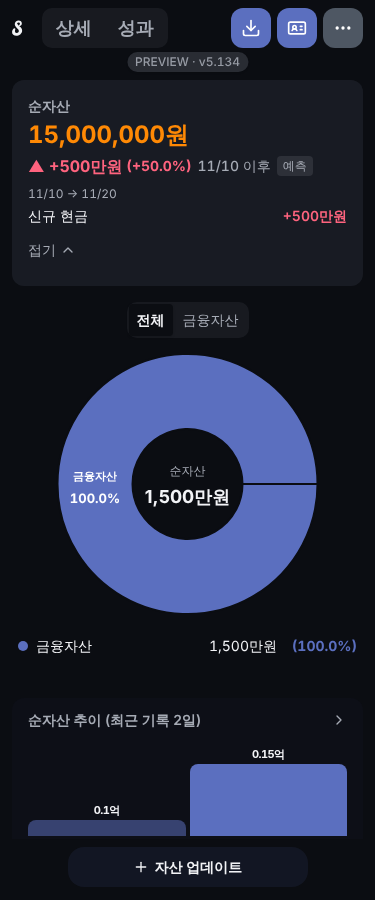 상세 성과
PREVIEW · v5.134
순자산
15,000,000원
▲ +500만원 (+50.0%) 11/10 이후 예측
11/10 → 11/20
신규 현금 +500만원
접기
전체 금융자산
금융자산
100.0%
순자산
1,500만원
금융자산 1,500만원 (100.0%)
순자산 추이 (최근 기록 2일)
0.15억
0.1억
+ 자산 업데이트